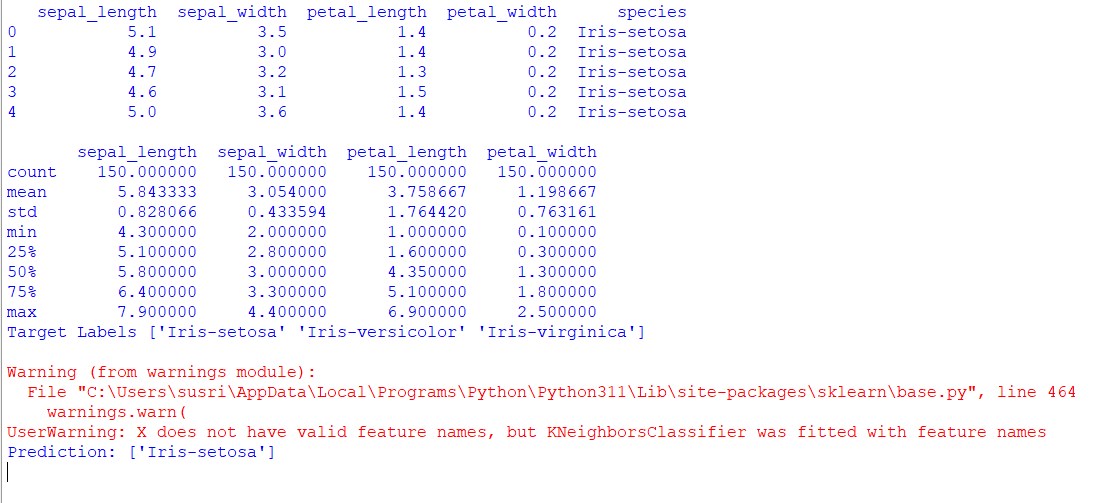 sepal_length  sepal_width  petal_length  petal_width      species
0           5.1          3.5           1.4          0.2  Iris-setosa
1           4.9          3.0           1.4          0.2  Iris-setosa
2           4.7          3.2           1.3          0.2  Iris-setosa
3           4.6          3.1           1.5          0.2  Iris-setosa
4           5.0          3.6           1.4          0.2  Iris-setosa
       sepal_length  sepal_width  petal_length  petal_width
count    150.000000   150.000000    150.000000   150.000000
mean       5.843333     3.054000      3.758667     1.198667
std        0.828066     0.433594      1.764420     0.763161
min        4.300000     2.000000      1.000000     0.100000
25%        5.100000     2.800000      1.600000     0.300000
50%        5.800000     3.000000      4.350000     1.300000
75%        6.400000     3.300000      5.100000     1.800000
max        7.900000     4.400000      6.900000     2.500000
Target Labels ['Iris-setosa' 'Iris-versicolor' 'Iris-virginica']
Warning (from warnings module):
  File "C:\Users\susri\AppData\Local\Programs\Python\Python311\Lib\site-packages\sklearn\base.py", line 464
    warnings.warn(
UserWarning: X does not have valid feature names, but KNeighborsClassifier was fitted with feature names
Prediction: ['Iris-setosa']